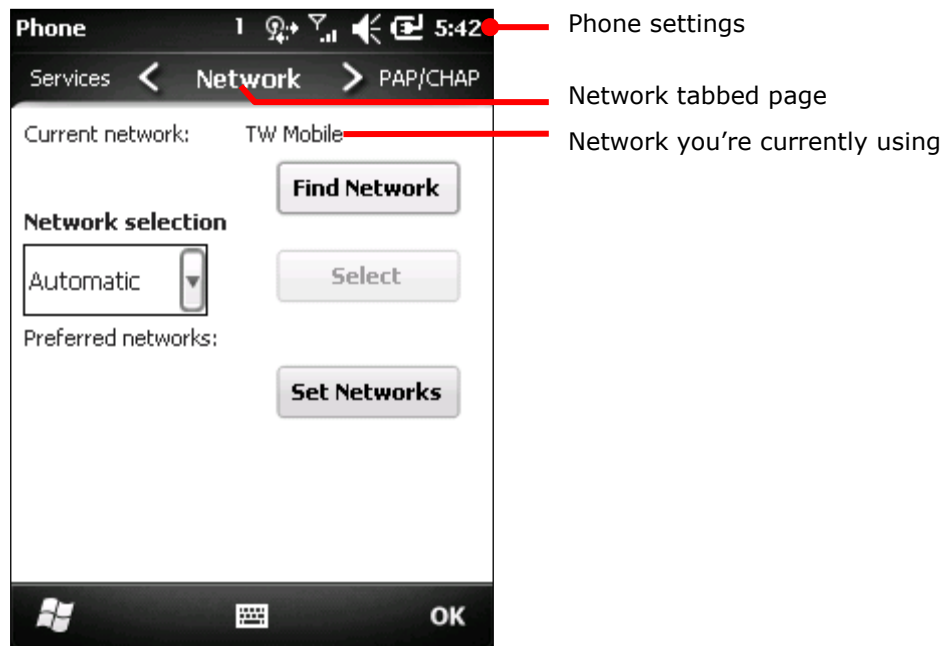 Phone 1 5:42 Phone settings
Services Network PAP/CHAP
Network tabbed page
Current network: TW Mobile Network you’re currently using
Find Network
Network selection
Automatic Select
Preferred networks:
Set Networks
OK